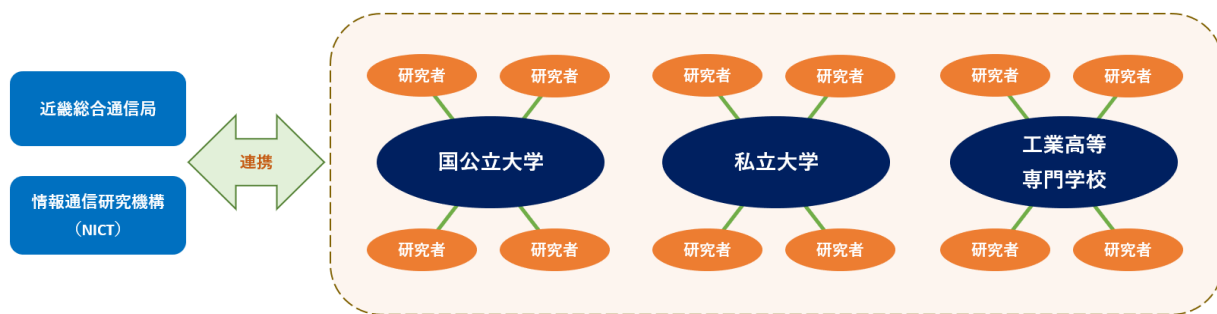 近畿総合通信局
情報通信研究機構
（NICT）
連携
研究者
研究者
国公立大学
研究者
研究者
研究者
研究者
私立大学
研究者
研究者
研究者
研究者
工業高等
専門学校
研究者
研究者